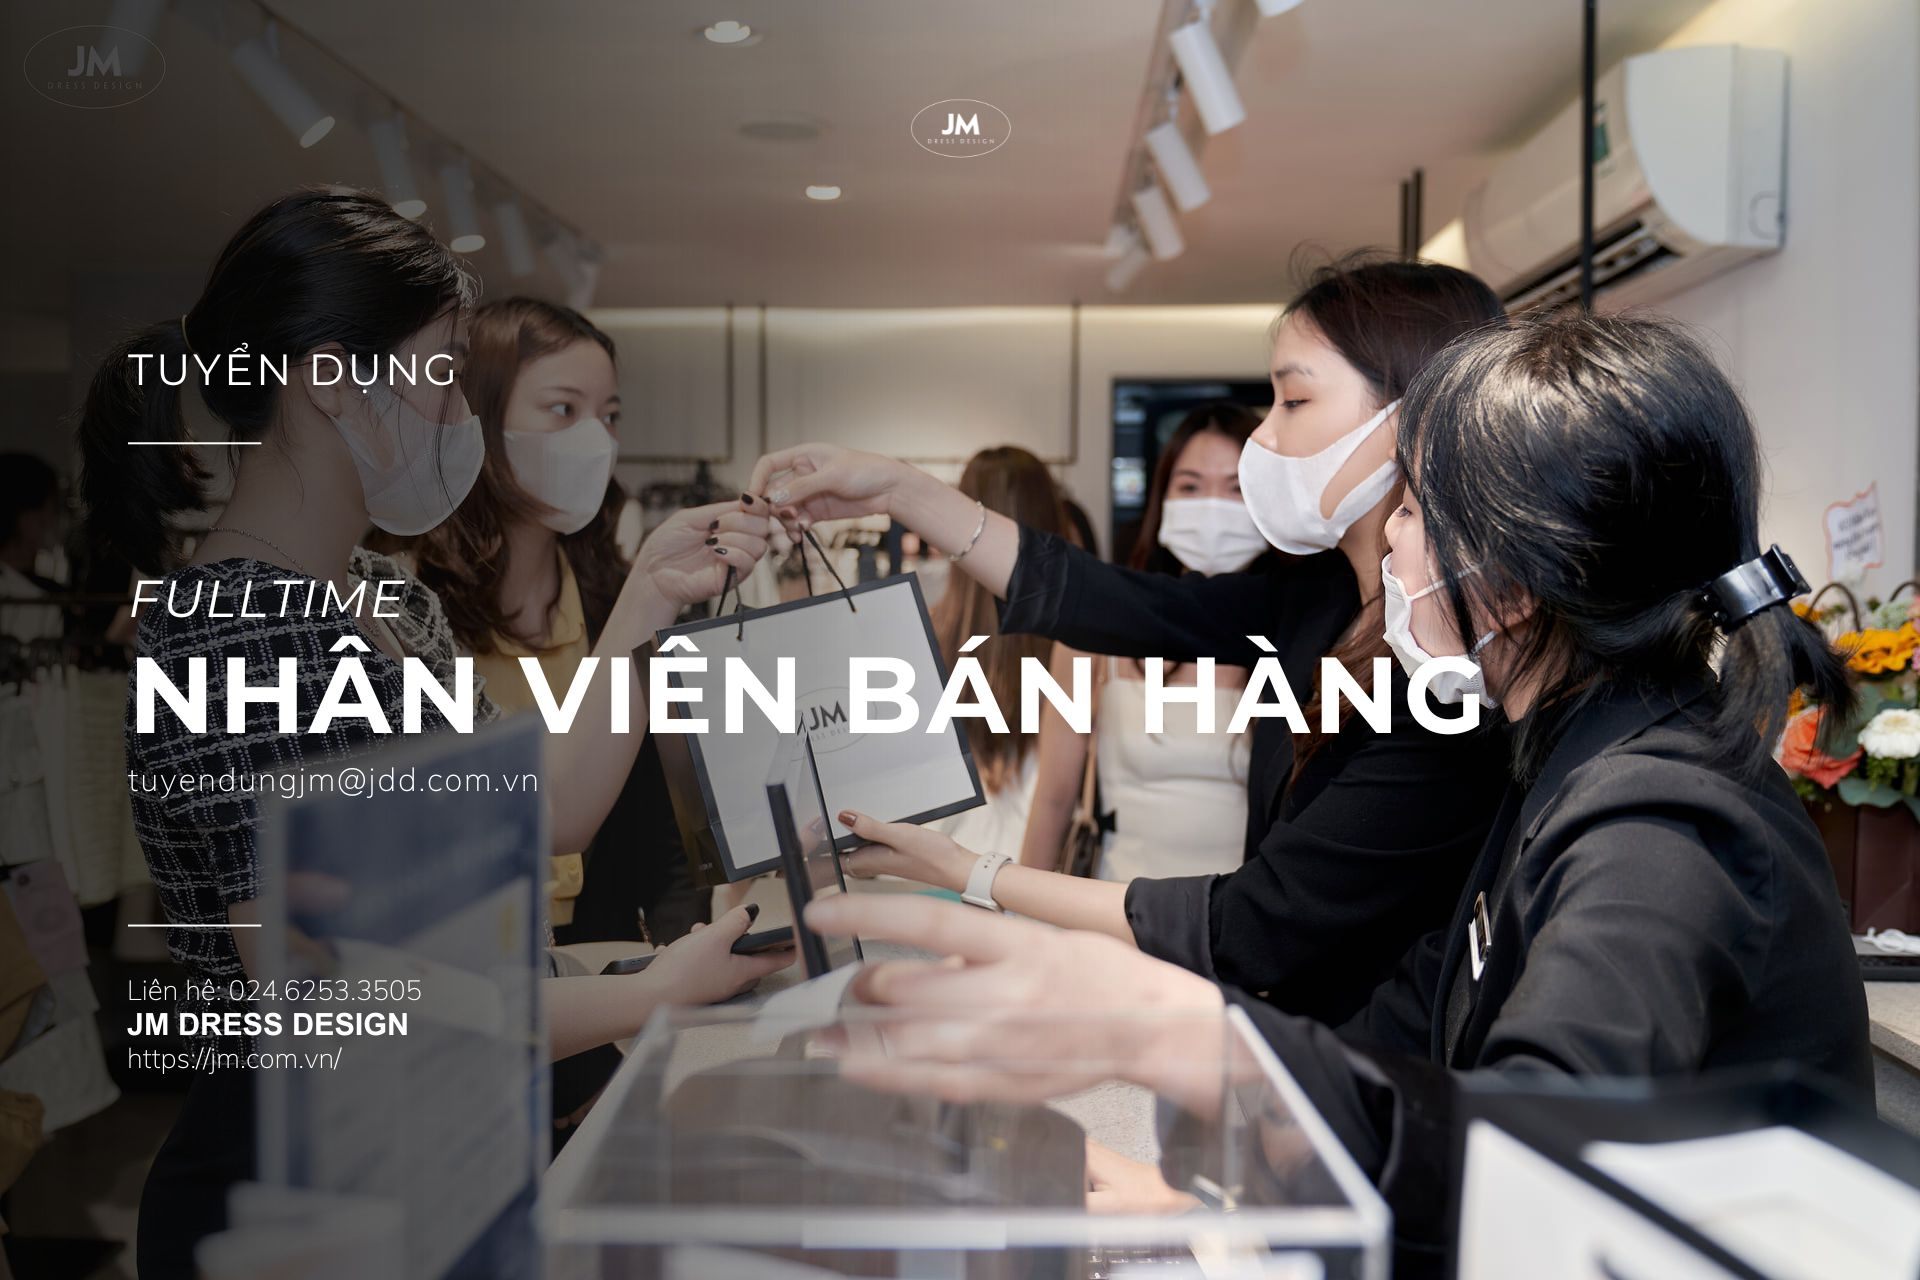 JM
DRESS DESIGN
JM
DRESS DESIGN
TUYỂN DỤNG
FULLTIME
NHÂN VIÊN BÁN HÀNG
JM
tuyendungjm@jdd.com.vn
Liên hệ: 024.6253.3505
JM DRESS DESIGN
https://jm.com.vn/